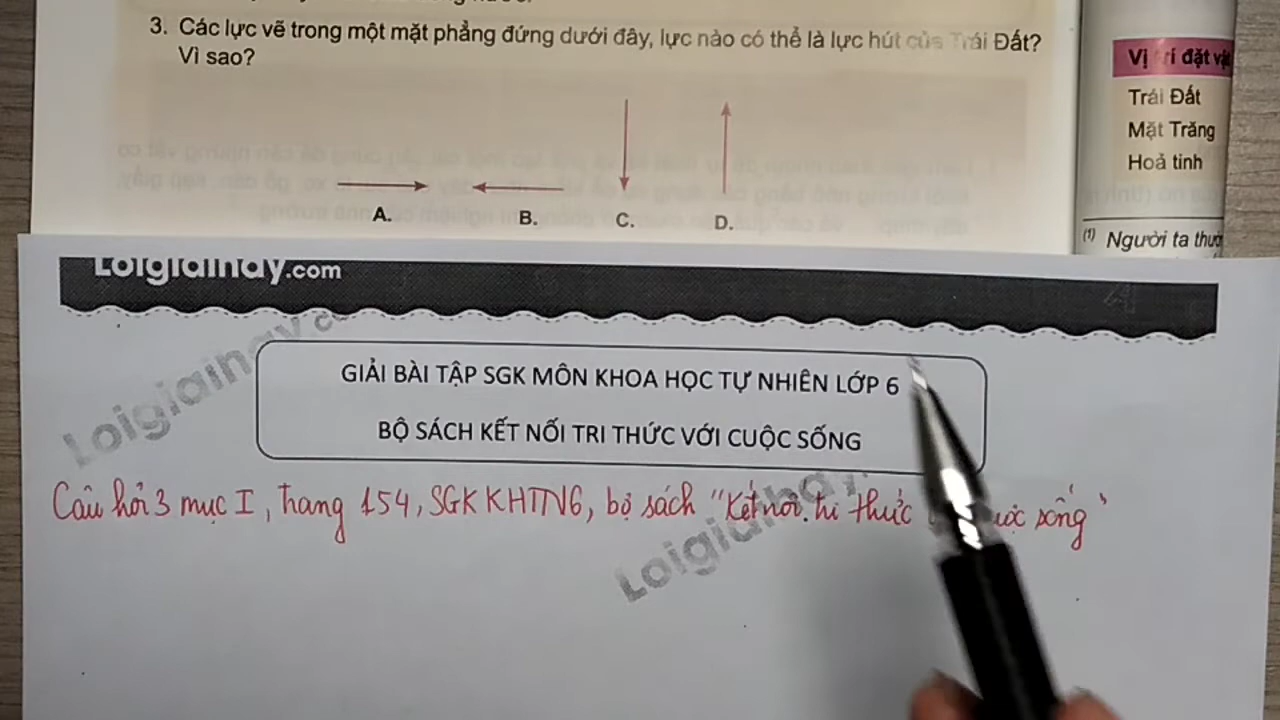 3. Các lực vẽ trong một mặt phẳng đứng dưới đây, lực nào có thể là lực hút của Trái Đất?
Vì sao?
A. B. C. D.
Vị trí đặt vật
Trái Đất
Mặt Trăng
Hoả tinh
(1) Người ta
Loigiaihay.com
GIẢI BÀI TẬP SGK MÔN KHOA HỌC TỰ NHIÊN LỚP 6
BỘ SÁCH KẾT NỐI TRI THỨC VỚI CUỘC SỐNG
Câu hỏi 3 mục I, trang 154, SGK KHTN6, bộ sách "Kết nối tri thức cuộc sống"
Loigiaihay
Loigiaihay